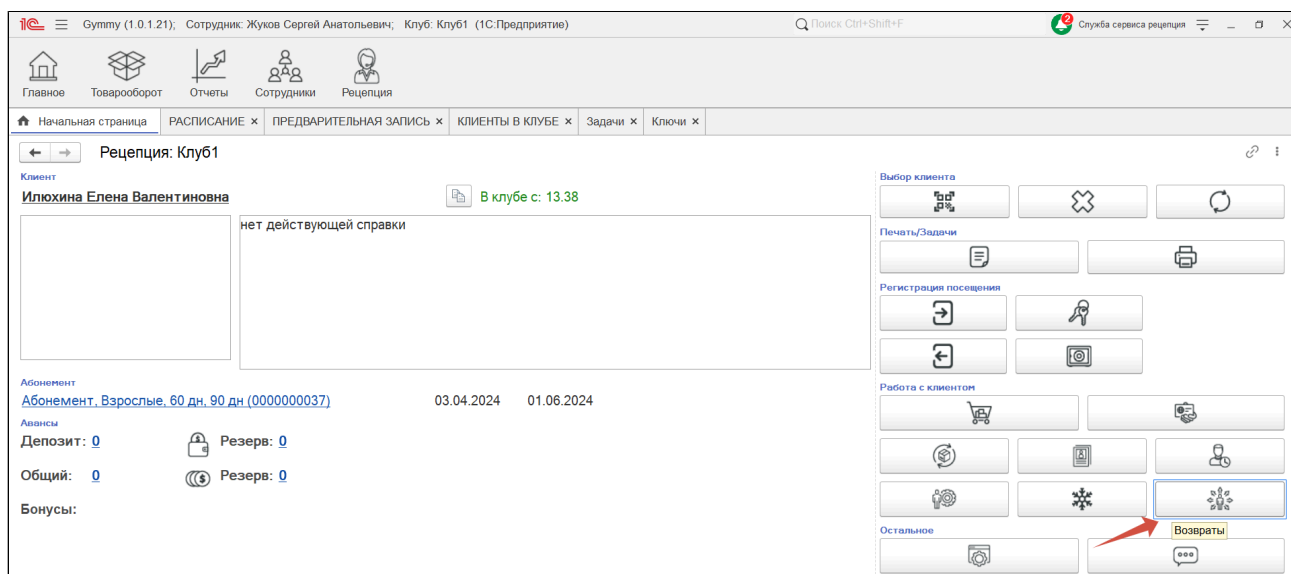 Gymmy (1.0.1.21); Сотрудник: Жуков Сергей Анатольевич; Клуб: Клуб1 (1С:Предприятие)
Поиск Ctrl+Shift+F
2
Служба сервиса рецепция
Главное
Товарооборот
Отчеты
Сотрудники
Рецепция
Начальная страница
РАСПИСАНИЕ ×
ПРЕДВАРИТЕЛЬНАЯ ЗАПИСЬ ×
КЛИЕНТЫ В КЛУБЕ ×
Задачи ×
Ключи ×
Рецепция: Клуб1
Клиент
Илюхина Елена Валентиновна
В клубе с: 13.38
нет действующей справки
Абонемент
Абонемент, Взрослые, 60 дн, 90 дн (0000000037) 03.04.2024 01.06.2024
Авансы
Депозит: 0 Резерв: 0
Общий: 0 Резерв: 0
Бонусы:
Выбор клиента
Печать/Задачи
Регистрация посещения
Работа с клиентом
Возвраты
Остальное